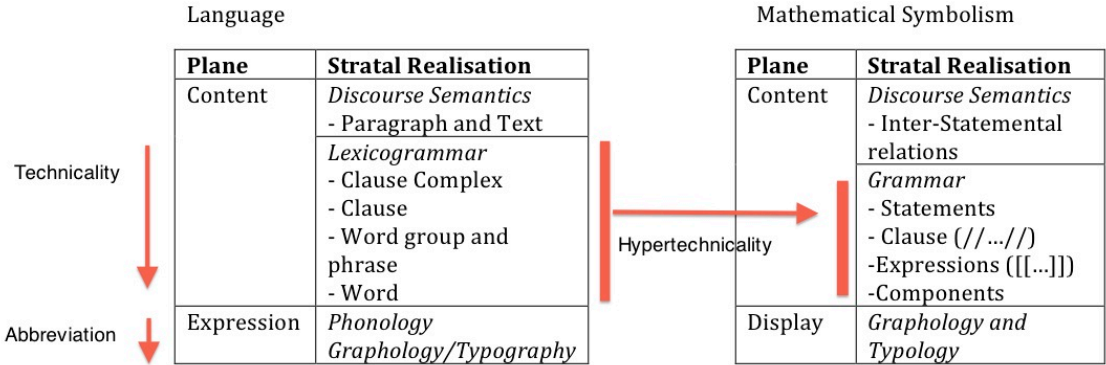 Language
Plane Stratal Realisation
Content Discourse Semantics
- Paragraph and Text
Lexicogrammar
- Clause Complex
- Clause
- Word group and
phrase
- Word
Expression Phonology
Graphology/Typography
Technicality
Abbreviation
Hypertechnicality
Mathematical Symbolism
Plane Stratal Realisation
Content Discourse Semantics
- Inter-Statemental
relations
Grammar
- Statements
- Clause (//…//)
-Expressions ([[…]])
-Components
Display Graphology and
Typology